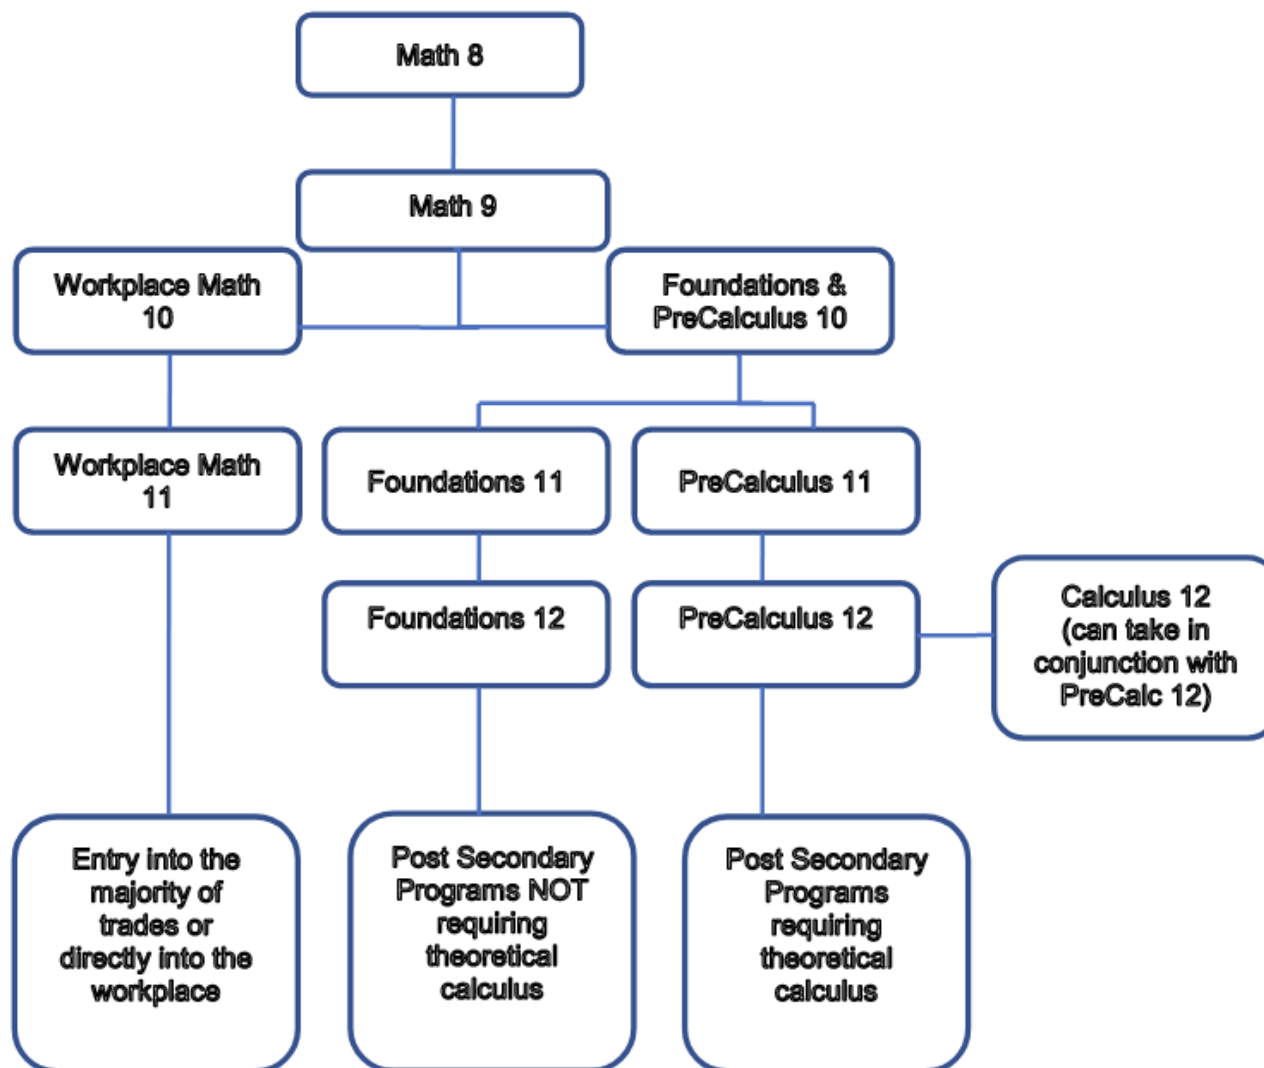 Math 8
Math 9
Workplace Math
10
Foundations &
PreCalculus 10
Workplace Math
11
Foundations 11
PreCalculus 11
Foundations 12
PreCalculus 12
Calculus 12
(can take in
conjunction with
PreCalc 12)
Entry into the
majority of
trades or
directly into the
workplace
Post Secondary
Programs NOT
requiring
theoretical
calculus
Post Secondary
Programs
requiring
theoretical
calculus